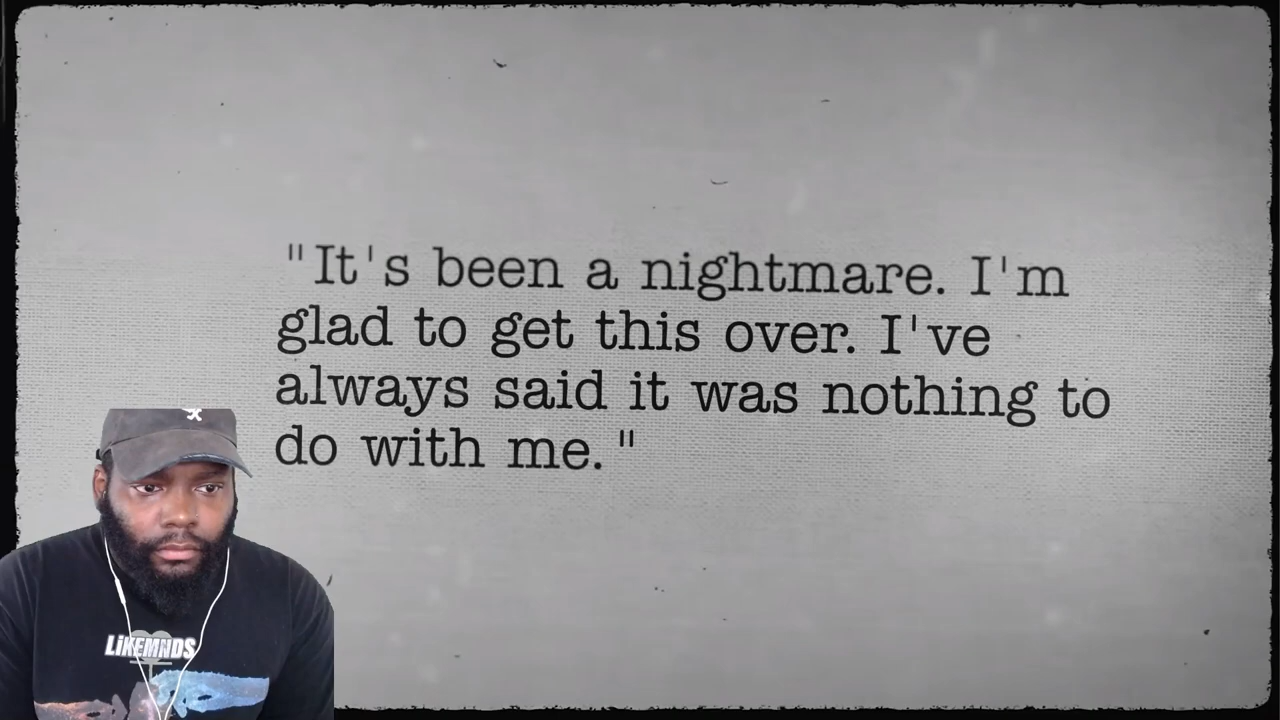 "It's been a nightmare. I'm
glad to get this over. I've
always said it was nothing to
do with me."
LiKEMNDS